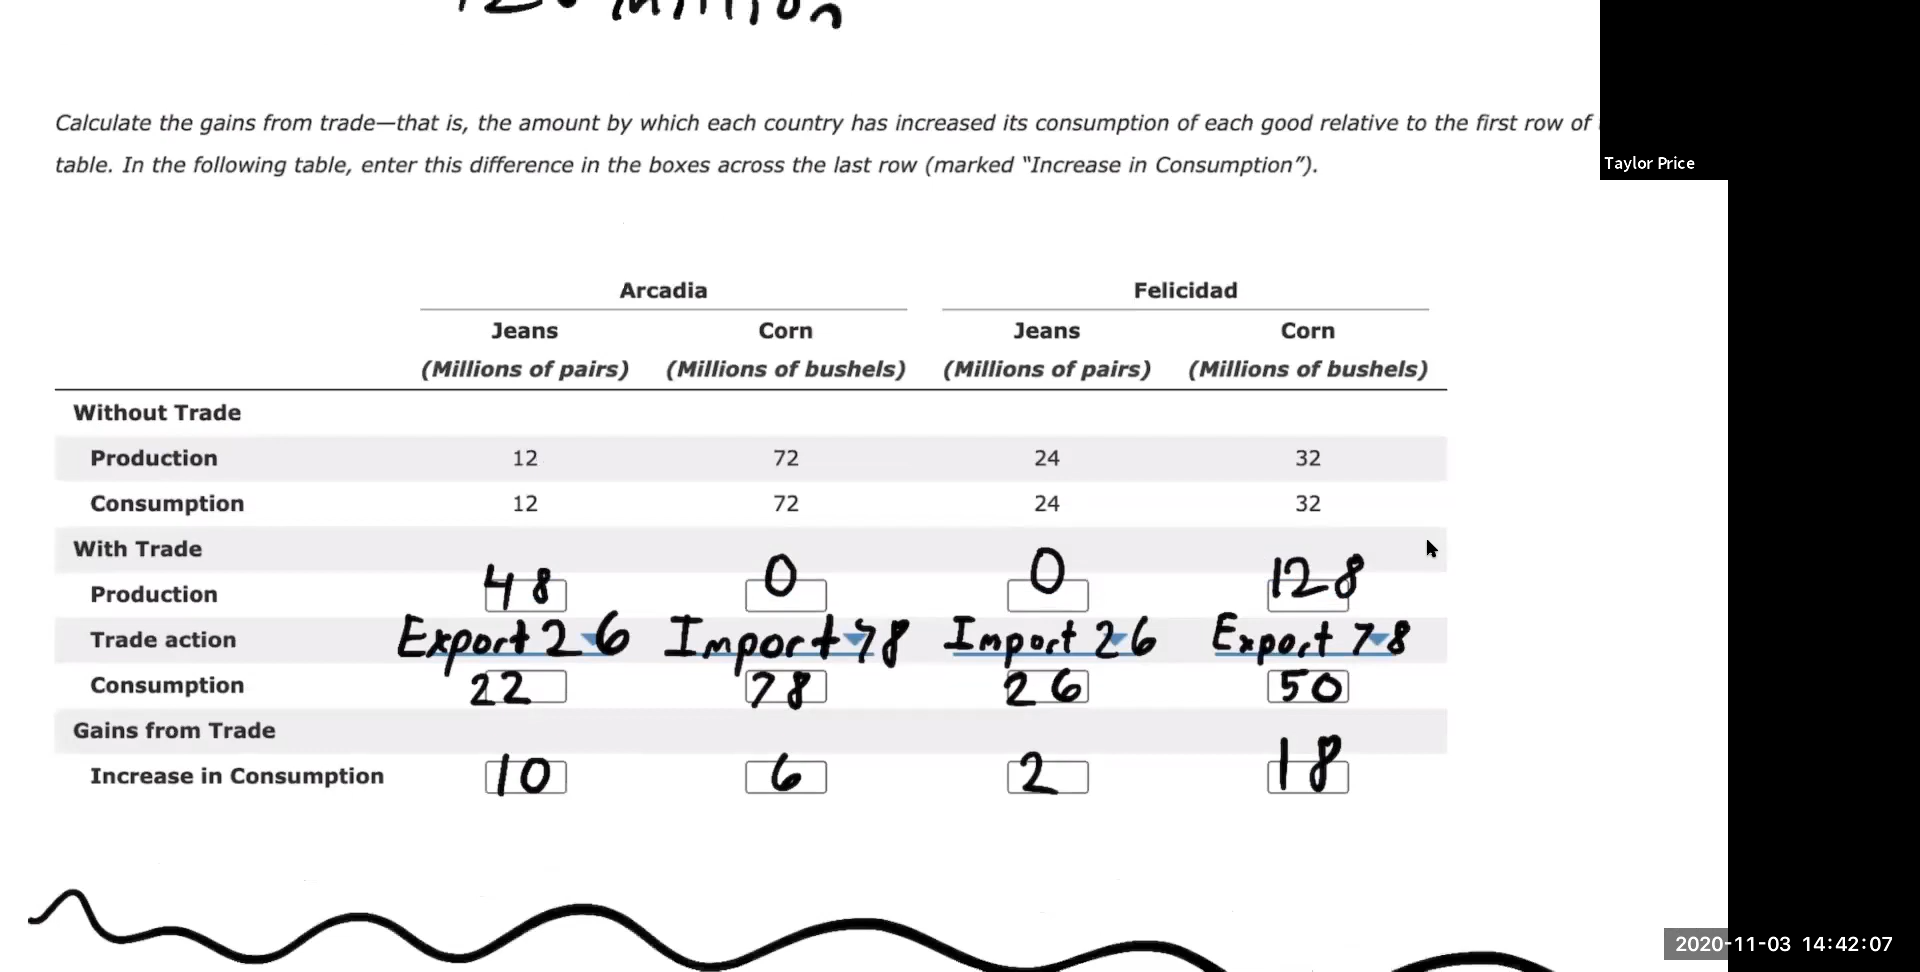 120 million
Calculate the gains from trade—that is, the amount by which each country has increased its consumption of each good relative to the first row of
table. In the following table, enter this difference in the boxes across the last row (marked “Increase in Consumption”).
Taylor Price
Arcadia Felicidad
Jeans Corn Jeans Corn
(Millions of pairs) (Millions of bushels) (Millions of pairs) (Millions of bushels)
Without Trade
Production 12 72 24 32
Consumption 12 72 24 32
With Trade
Production 48 0 0 128
Trade action Export 26 Import 78 Import 26 Export 78
Consumption 22 78 26 50
Gains from Trade
Increase in Consumption 10 6 2 18
2020-11-03 14:42:07